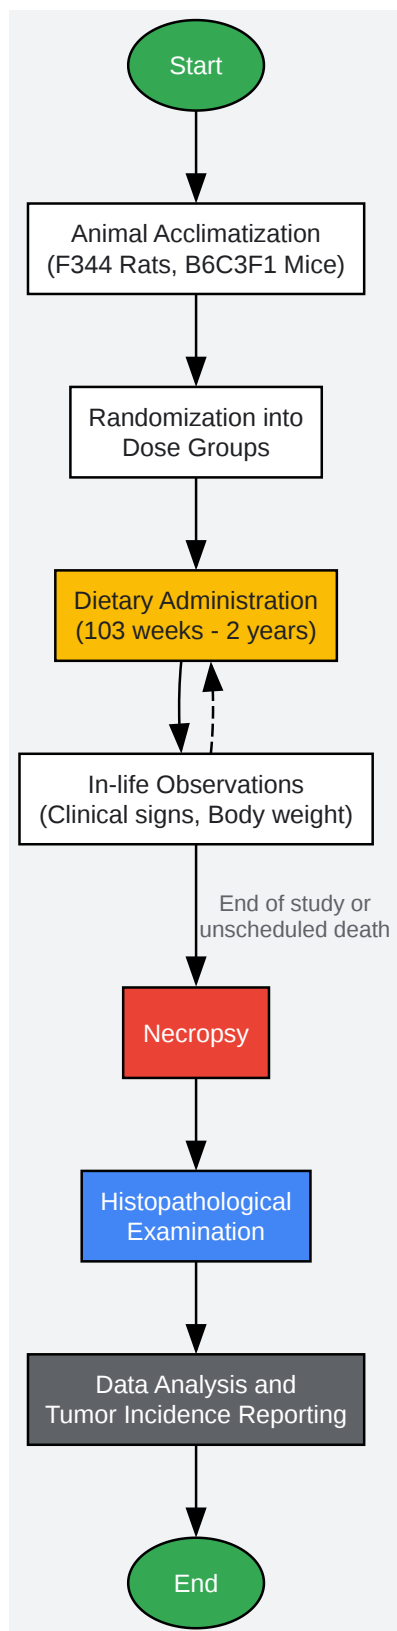 Start
Animal Acclimatization
(F344 Rats, B6C3F1 Mice)
Randomization into
Dose Groups
Dietary Administration
(103 weeks - 2 years)
In-life Observations
(Clinical signs, Body weight)
End of study or
unscheduled death
Necropsy
Histopathological
Examination
Data Analysis and
Tumor Incidence Reporting
End